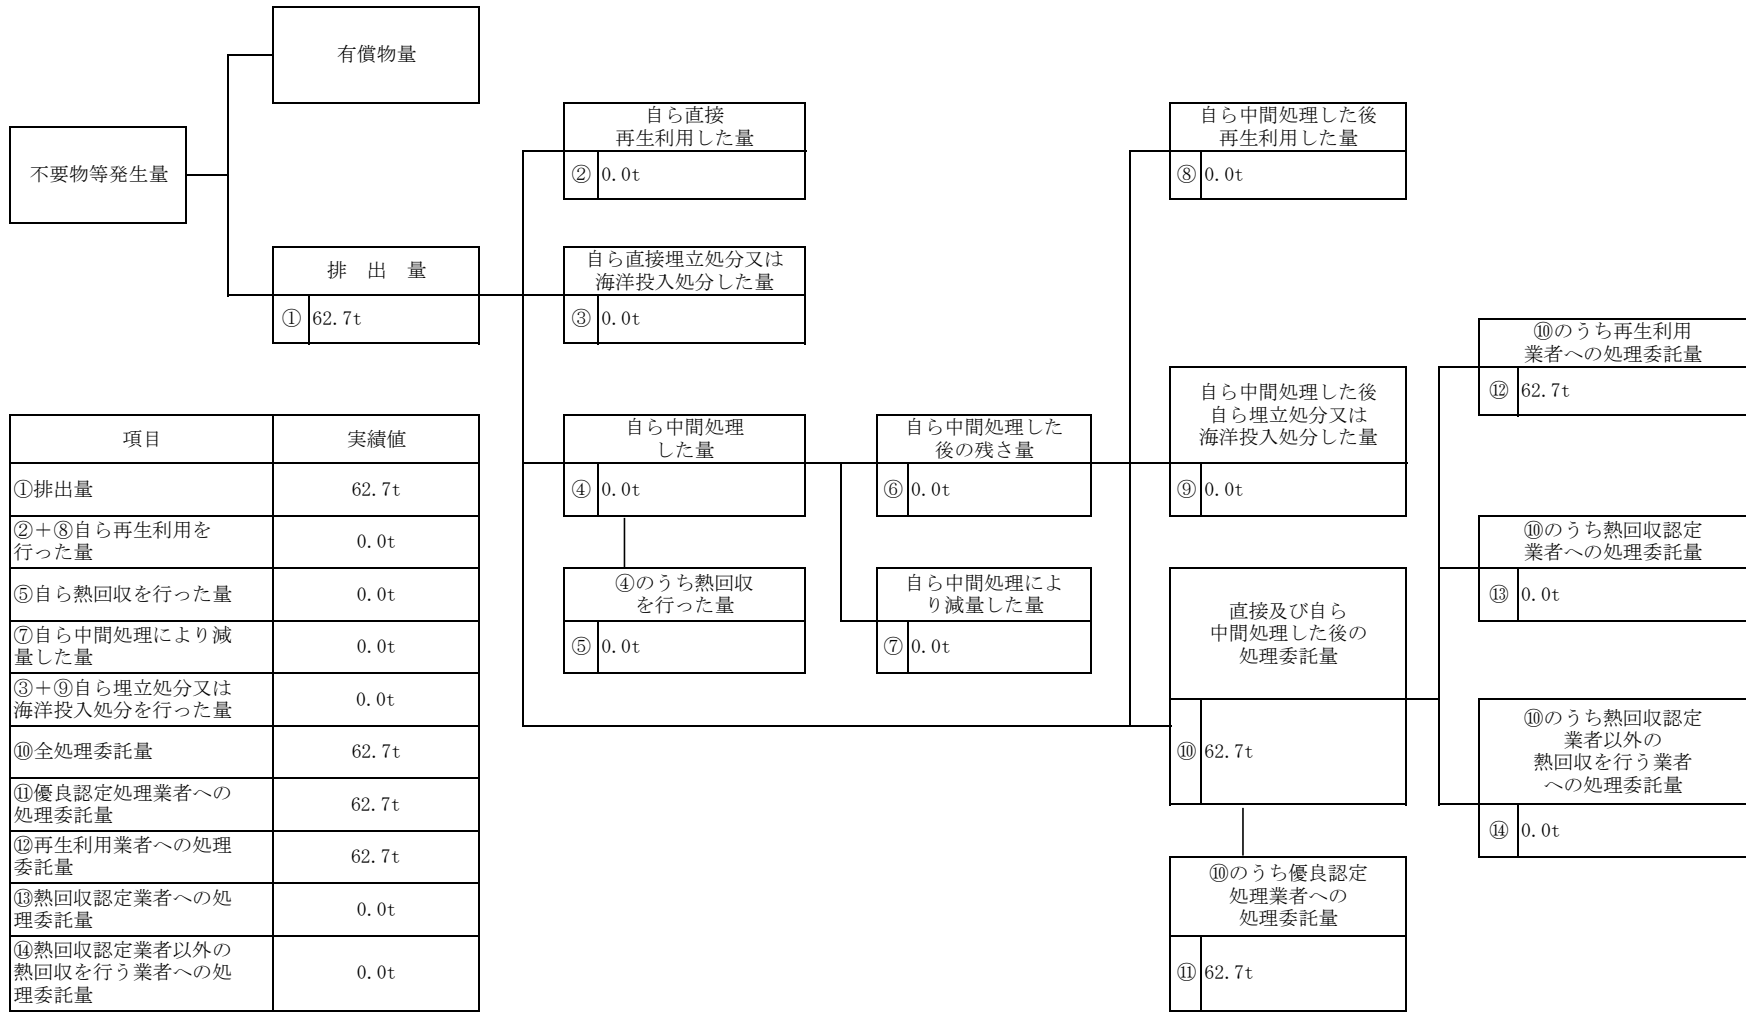 有償物量
不要物等発生量
排　出　量
① 62.7t
自ら直接
再生利用した量
② 0.0t
自ら直接埋立処分又は
海洋投入処分した量
③ 0.0t
自ら中間処理
した量
④ 0.0t
④のうち熱回収
を行った量
⑤ 0.0t
自ら中間処理した
後の残さ量
⑥ 0.0t
自ら中間処理によ
り減量した量
⑦ 0.0t
自ら中間処理した後
再生利用した量
⑧ 0.0t
自ら中間処理した後
自ら埋立処分又は
海洋投入処分した量
⑨ 0.0t
直接及び自ら
中間処理した後の
処理委託量
⑩ 62.7t
⑩のうち優良認定
処理業者への
処理委託量
⑪ 62.7t
⑩のうち再生利用
業者への処理委託量
⑫ 62.7t
⑩のうち熱回収認定
業者への処理委託量
⑬ 0.0t
⑩のうち熱回収認定
業者以外の
熱回収を行う業者
への処理委託量
⑭ 0.0t
項目 実績値
①排出量 62.7t
②＋⑧自ら再生利用を
行った量 0.0t
⑤自ら熱回収を行った量 0.0t
⑦自ら中間処理により減
量した量 0.0t
③＋⑨自ら埋立処分又は
海洋投入処分を行った量 0.0t
⑩全処理委託量 62.7t
⑪優良認定処理業者への
処理委託量 62.7t
⑫再生利用業者への処理
委託量 62.7t
⑬熱回収認定業者への処
理委託量 0.0t
⑭熱回収認定業者以外の
熱回収を行う業者への処
理委託量 0.0t